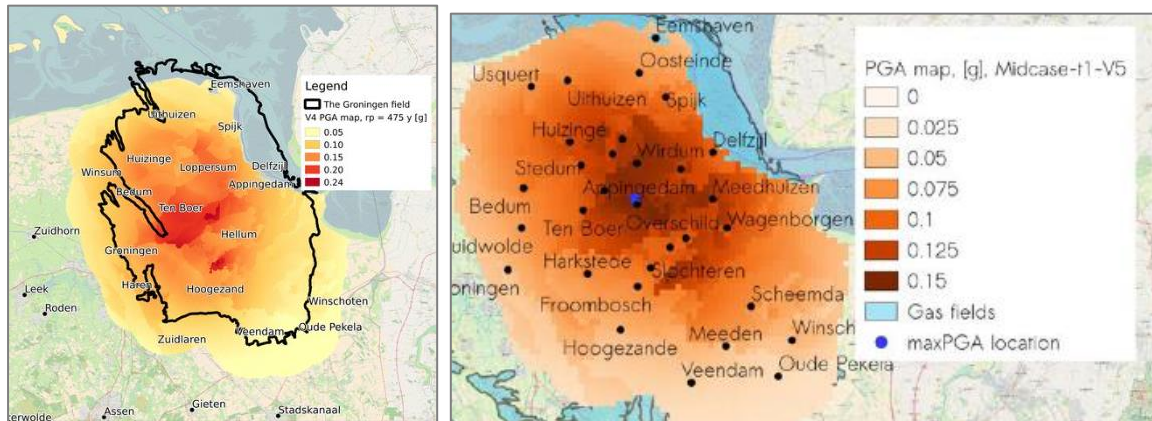 Eemshaven
Legend
The Groningen field
V4 PGA map, rp = 475 y [g]
0.05
0.10
0.15
0.20
0.24
Uithuizen
Spijk
Huizinge
Loppersum
Delfzijl
Winsum
Appingedam
Bedum
Ten Boer
Zuidhorn
Hellum
Groningen
Haren
Hoogezand
Leek
Winschoten
Roden
Veendam
Oude Pekela
Zuidlaren
Gieten
Assen
Stadskanaal
terwolde
Eemshaven
Oosteinde
Usquert
Uithuizen
Spijk
Huizinge
Delfzijl
Wirdum
Stedum
Appingedam
Meedhuizen
Bedum
Ten Boer
Overschild
Wagenborgen
uidwolde
Harkstede
Slochteren
oningen
Froombosch
Scheemda
Hoogezande
Meeden
Winsch
Oude Pekela
Veendam
PGA map, [g], Midcase-t1-V5
0
0.025
0.05
0.075
0.1
0.125
0.15
Gas fields
maxPGA location